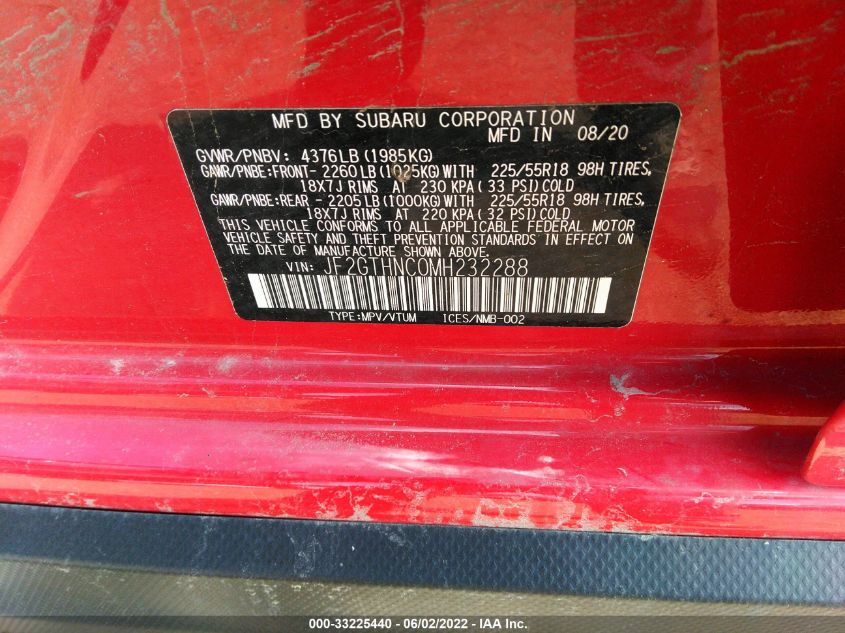 MFD BY SUBARU CORPORATION
MFD IN 08/20
GVWR/PNBV: 4376LB (1985KG)
GAWR/PNBE:FRONT- 2260 LB (1025KG) WITH 225/55R18 98H TIRES,
18X7J RIMS AT 230 KPA ( 33 PSI) COLD
GAWR/PNBE:REAR - 2205 LB (1000KG) WITH 225/55R18 98H TIRES,
18X7J RIMS AT 220 KPA ( 32 PSI) COLD
THIS VEHICLE CONFORMS TO ALL APPLICABLE FEDERAL MOTOR
VEHICLE SAFETY AND THEFT PREVENTION STANDARDS IN EFFECT ON
THE DATE OF MANUFACTURE SHOWN ABOVE.
VIN: JF2GTHNC0MH232288
TYPE:MPV/VTUM ICES/NMB-002
000-33225440 - 06/02/2022 - IAA Inc.